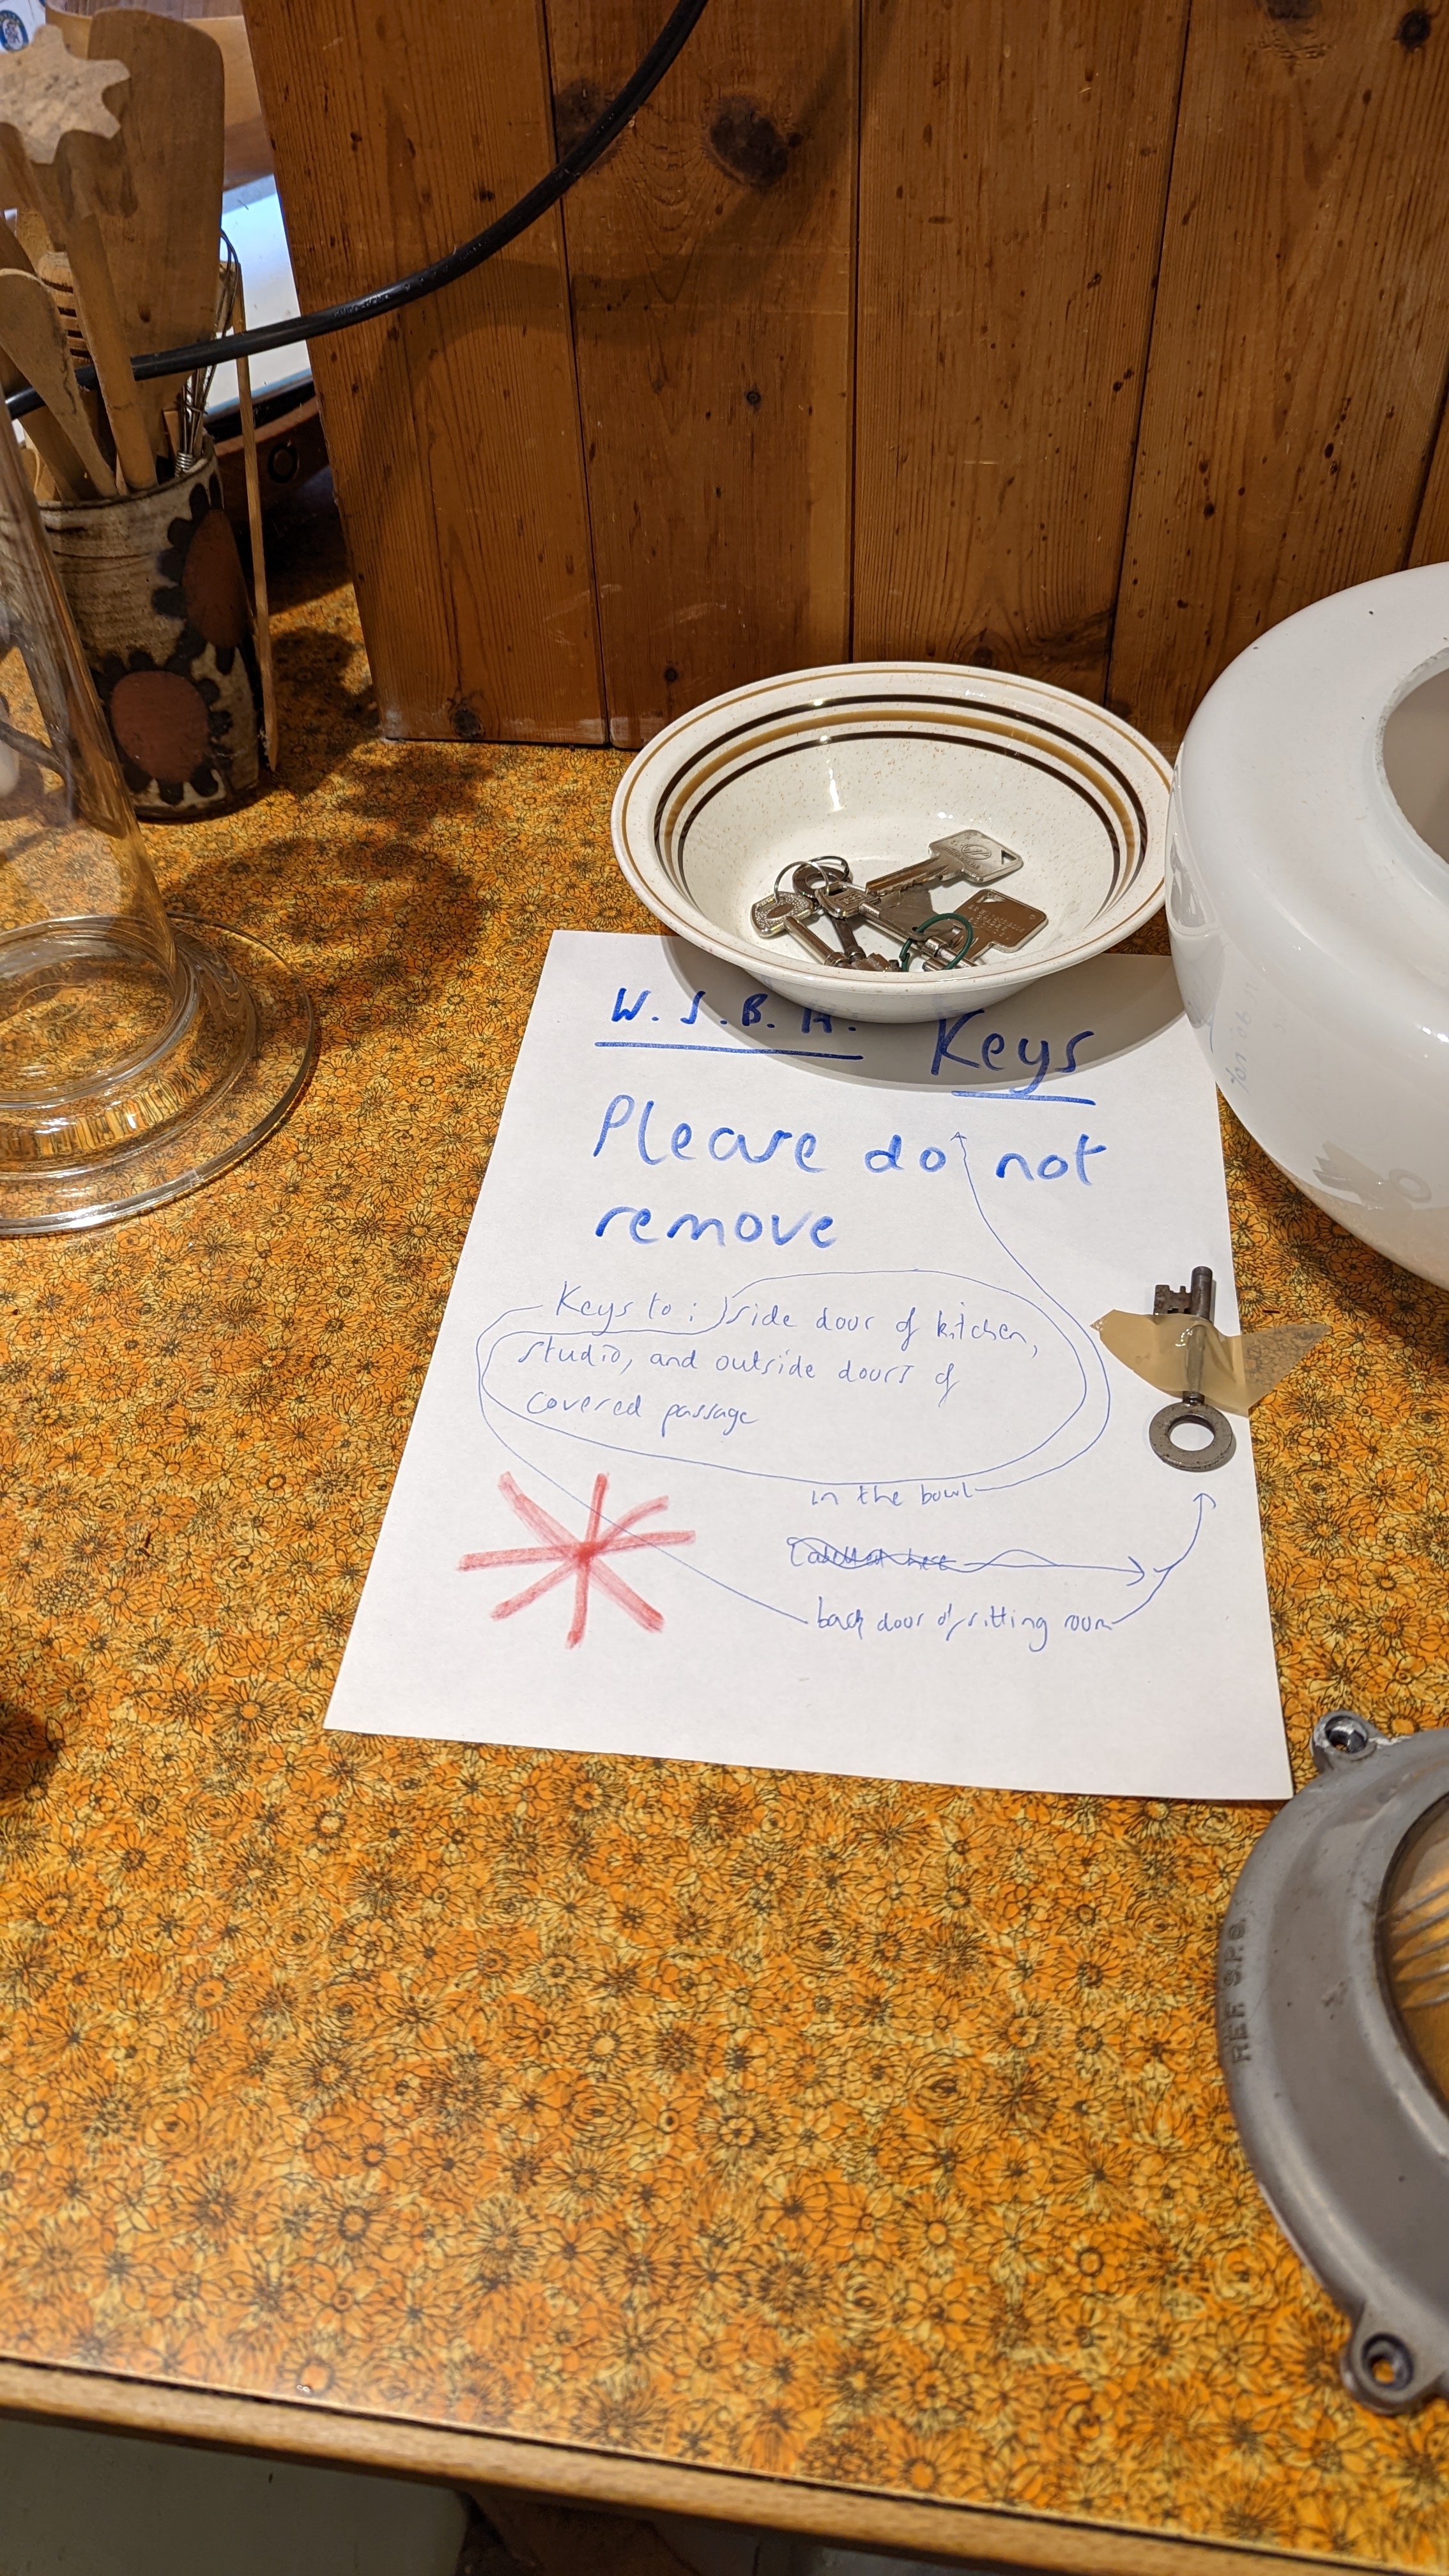 W. S. B. A. Keys
Please do not
remove
Keys to: side door of kitchen,
studio, and outside doors of
covered passage
in the bowl
back door of sitting room
REF. S.P.9.